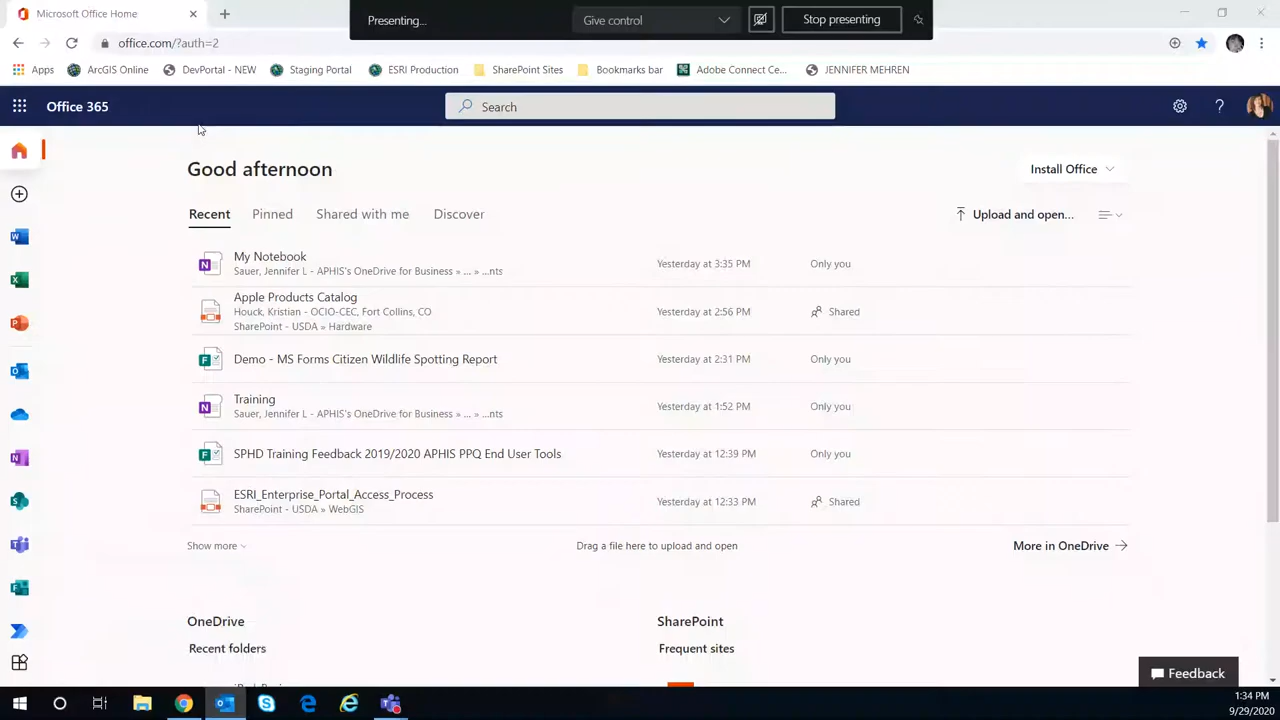 Microsoft Office Home
Presenting...
Give control
Stop presenting
office.com/?auth=2
Apps
ArcGIS Online
DevPortal - NEW
Staging Portal
ESRI Production
SharePoint Sites
Bookmarks bar
Adobe Connect Ce...
JENNIFER MEHREN
Office 365
Search
Good afternoon
Install Office
Recent
Pinned
Shared with me
Discover
Upload and open...
My Notebook
Sauer, Jennifer L - APHIS's OneDrive for Business » ... » ...nts
Yesterday at 3:35 PM
Only you
Apple Products Catalog
Houck, Kristian - OCIO-CEC, Fort Collins, CO
SharePoint - USDA » Hardware
Yesterday at 2:56 PM
Shared
Demo - MS Forms Citizen Wildlife Spotting Report
Yesterday at 2:31 PM
Only you
Training
Sauer, Jennifer L - APHIS's OneDrive for Business » ... » ...nts
Yesterday at 1:52 PM
Only you
SPHD Training Feedback 2019/2020 APHIS PPQ End User Tools
Yesterday at 12:39 PM
Only you
ESRI_Enterprise_Portal_Access_Process
SharePoint - USDA » WebGIS
Yesterday at 12:33 PM
Shared
Show more
Drag a file here to upload and open
More in OneDrive
OneDrive
SharePoint
Recent folders
Frequent sites
Feedback
1:34 PM
9/29/2020